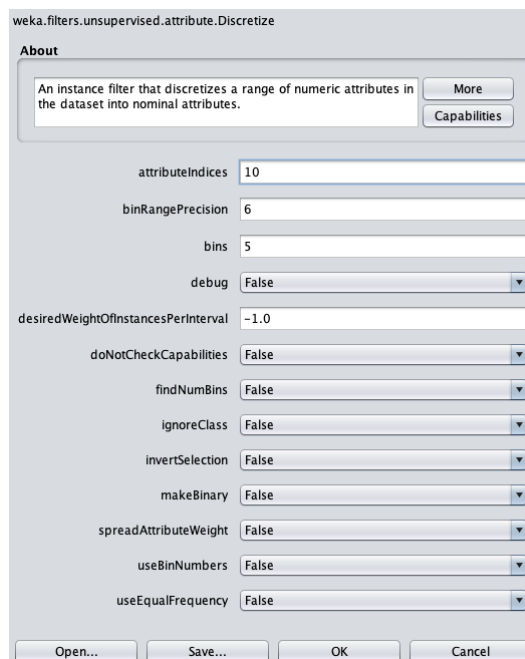 weka.filters.unsupervised.attribute.Discretize
About
An instance filter that discretizes a range of numeric attributes in
the dataset into nominal attributes.
More
Capabilities
attributeIndices 10
binRangePrecision 6
bins 5
debug False
desiredWeightOfInstancesPerInterval -1.0
doNotCheckCapabilities False
findNumBins False
ignoreClass False
invertSelection False
makeBinary False
spreadAttributeWeight False
useBinNumbers False
useEqualFrequency False
Open... Save... OK Cancel